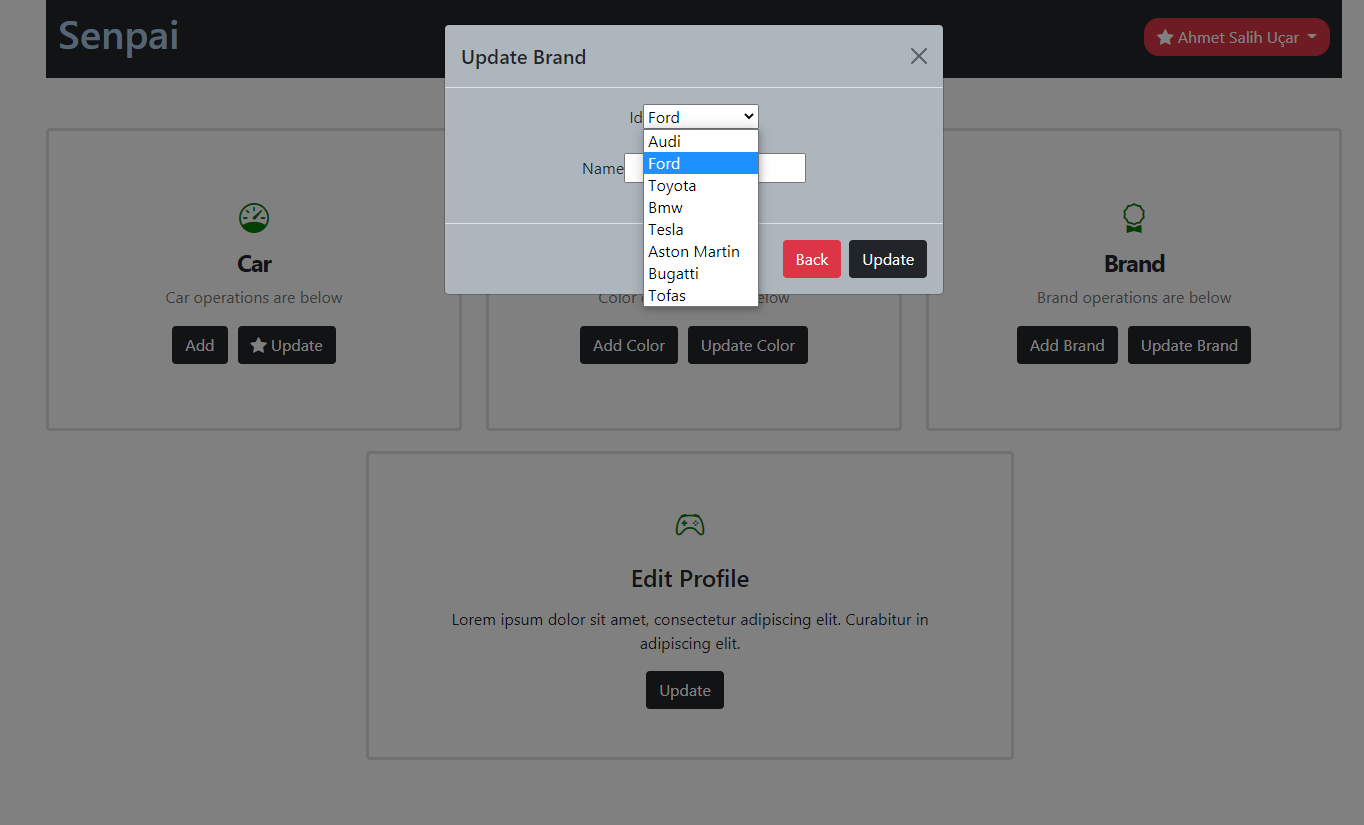 Senpai
Ahmet Salih Uçar
Update Brand
Id Ford
Audi
Ford
Toyota
Bmw
Tesla
Aston Martin
Bugatti
Tofas
Name
Back
Update
Car
Car operations are below
Add
Update
Color
Add Color
Update Color
Brand
Brand operations are below
Add Brand
Update Brand
Edit Profile
Lorem ipsum dolor sit amet, consectetur adipiscing elit. Curabitur in
adipiscing elit.
Update